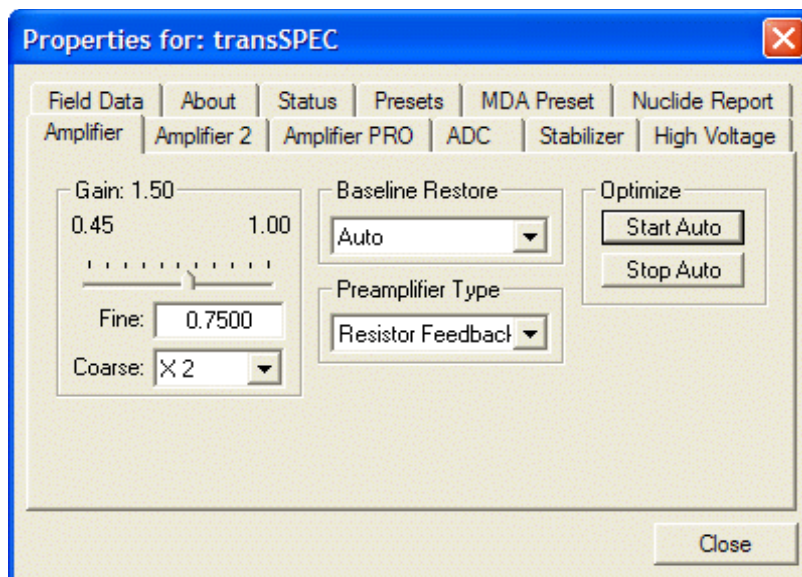 Properties for: transSPEC
Field Data About Status Presets MDA Preset Nuclide Report
Amplifier Amplifier 2 Amplifier PRO ADC Stabilizer High Voltage
Gain: 1.50
0.45 1.00
Fine: 0.7500
Coarse: X 2
Baseline Restore
Auto
Preamplifier Type
Resistor Feedback
Optimize
Start Auto
Stop Auto
Close